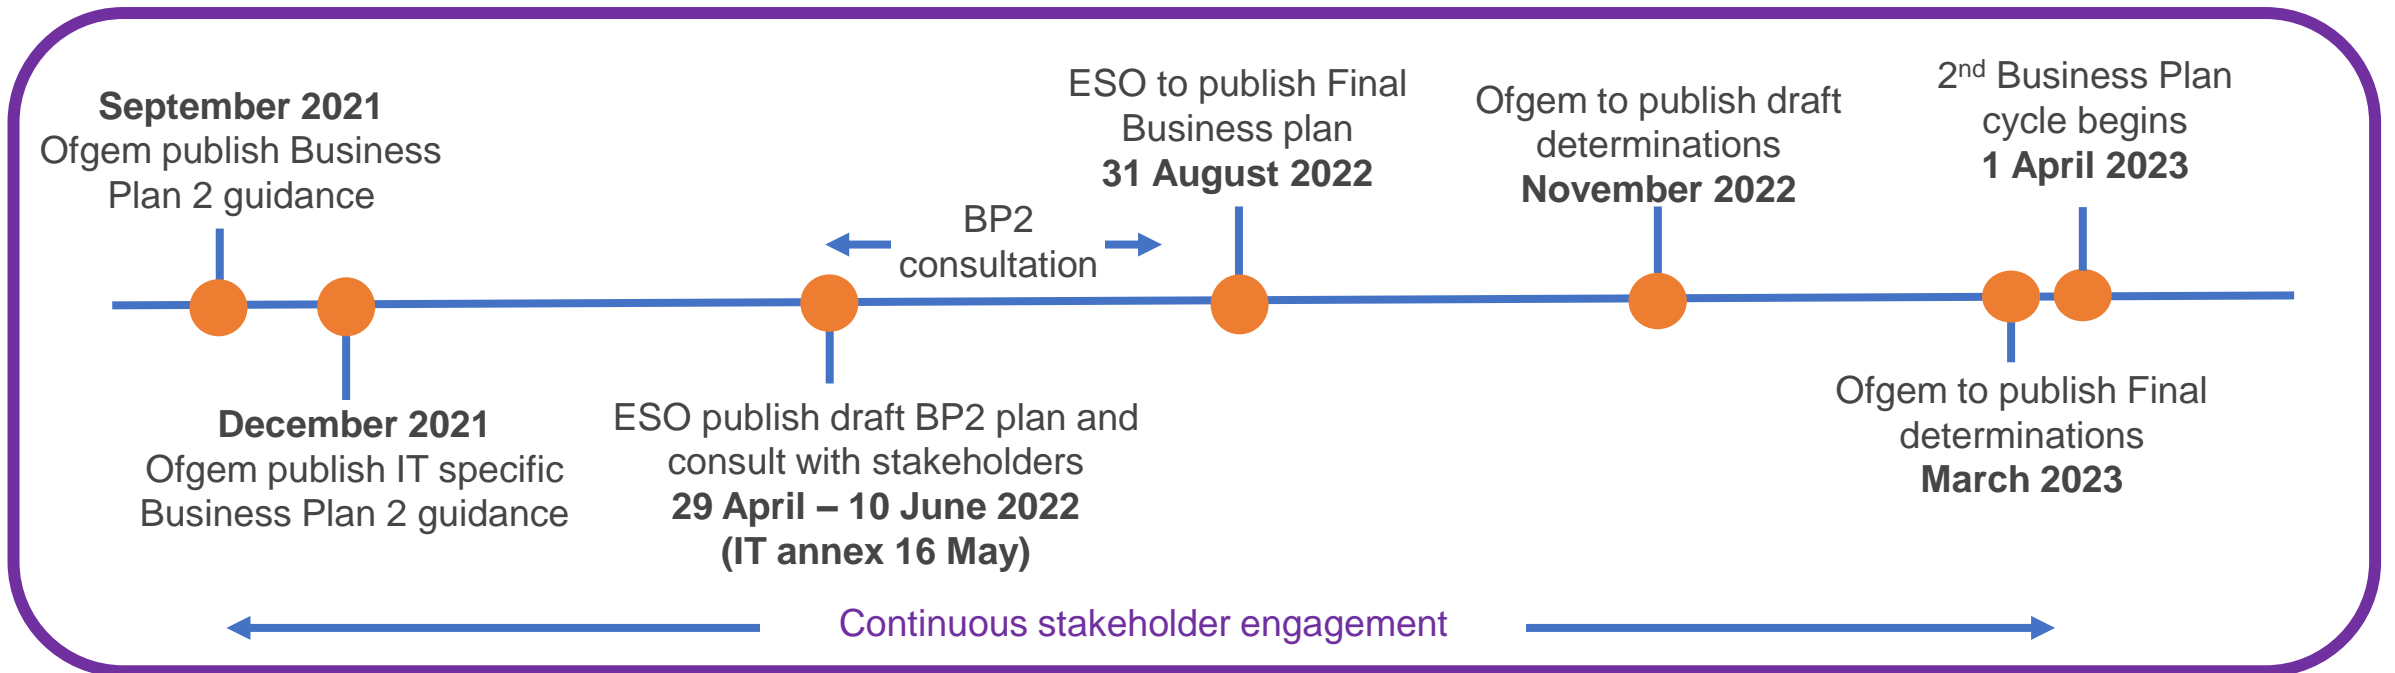 September 2021
Ofgem publish Business
Plan 2 guidance
December 2021
Ofgem publish IT specific
Business Plan 2 guidance
BP2
consultation
ESO publish draft BP2 plan and
consult with stakeholders
29 April – 10 June 2022
(IT annex 16 May)
ESO to publish Final
Business plan
31 August 2022
Ofgem to publish draft
determinations
November 2022
Ofgem to publish Final
determinations
March 2023
2nd Business Plan
cycle begins
1 April 2023
Continuous stakeholder engagement